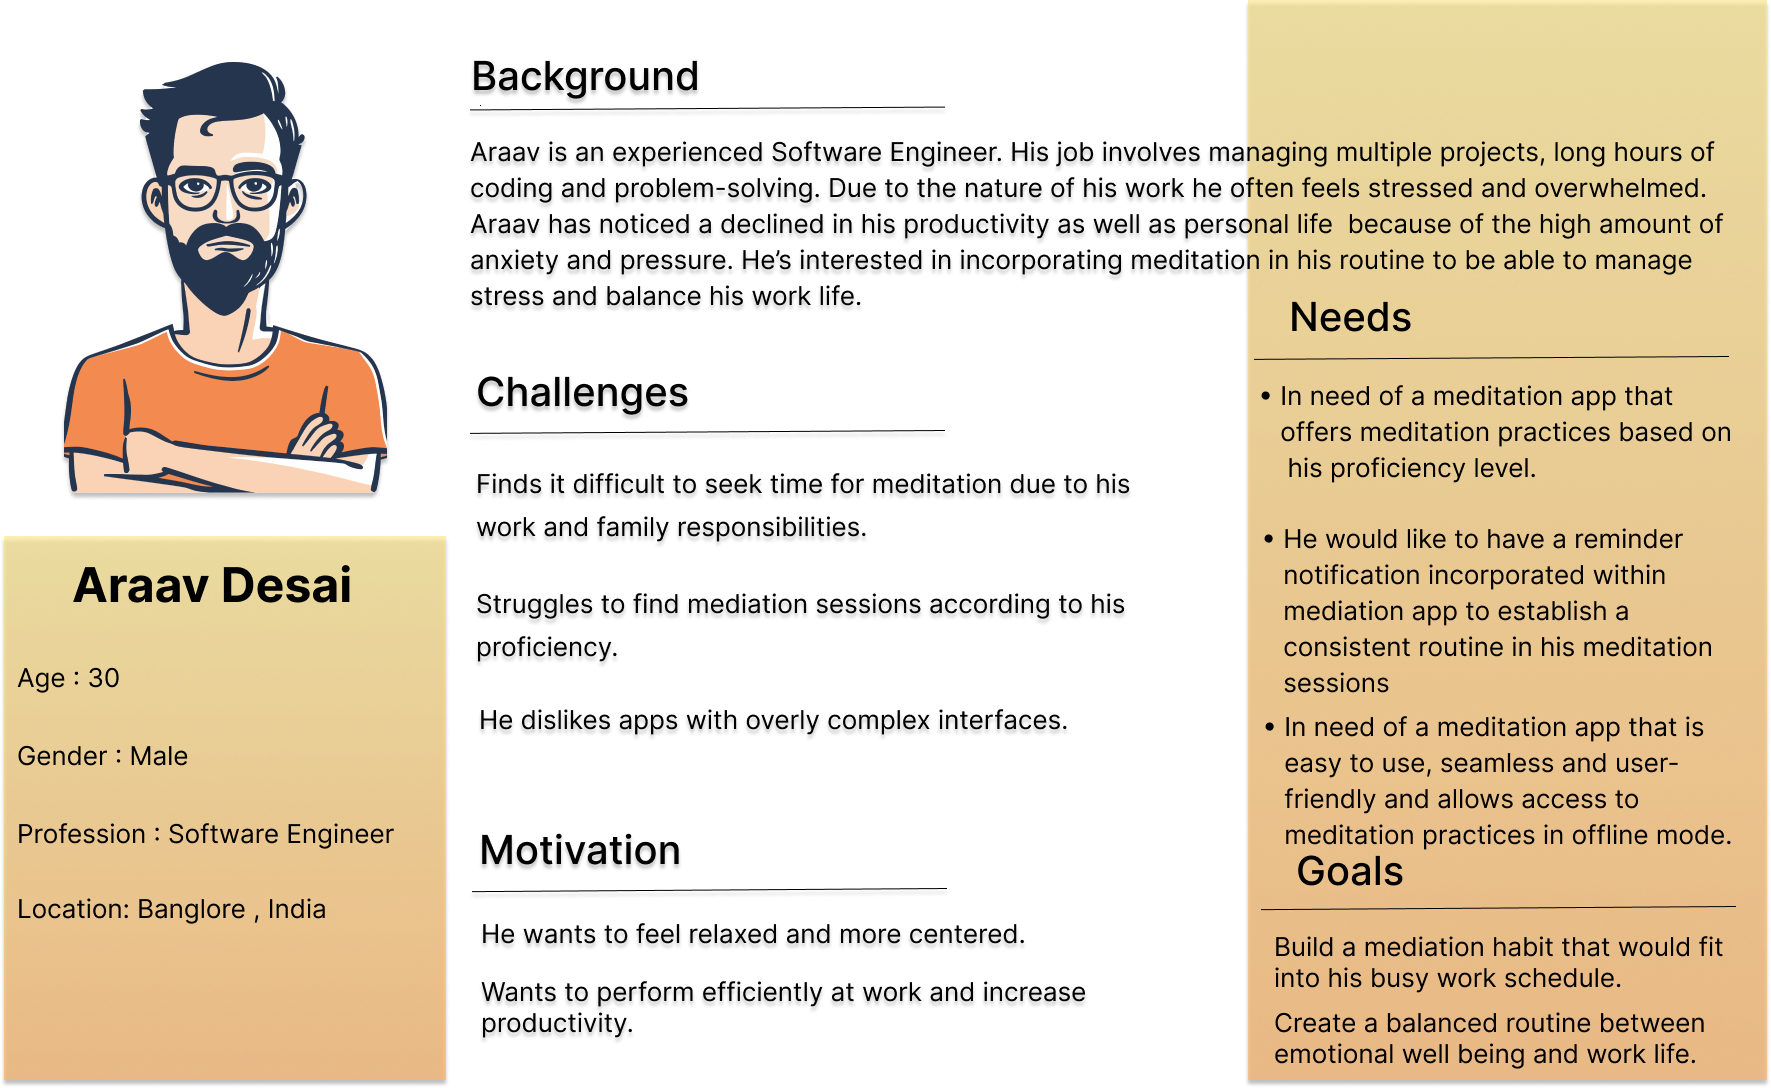 Background
Araav is an experienced Software Engineer. His job involves managing multiple projects, long hours of
coding and problem-solving. Due to the nature of his work he often feels stressed and overwhelmed.
Araav has noticed a declined in his productivity as well as personal life  because of the high amount of
anxiety and pressure. He’s interested in incorporating meditation in his routine to be able to manage
stress and balance his work life.
Challenges
Finds it difficult to seek time for meditation due to his
work and family responsibilities.
Struggles to find mediation sessions according to his
proficiency.
He dislikes apps with overly complex interfaces.
Motivation
He wants to feel relaxed and more centered.
Wants to perform efficiently at work and increase
productivity.
Araav Desai
Age : 30
Gender : Male
Profession : Software Engineer
Location: Banglore , India
Needs
• In need of a meditation app that
offers meditation practices based on
his proficiency level.
• He would like to have a reminder
notification incorporated within
mediation app to establish a
consistent routine in his meditation
sessions
• In need of a meditation app that is
easy to use, seamless and user-
friendly and allows access to
meditation practices in offline mode.
Goals
Build a mediation habit that would fit
into his busy work schedule.
Create a balanced routine between
emotional well being and work life.